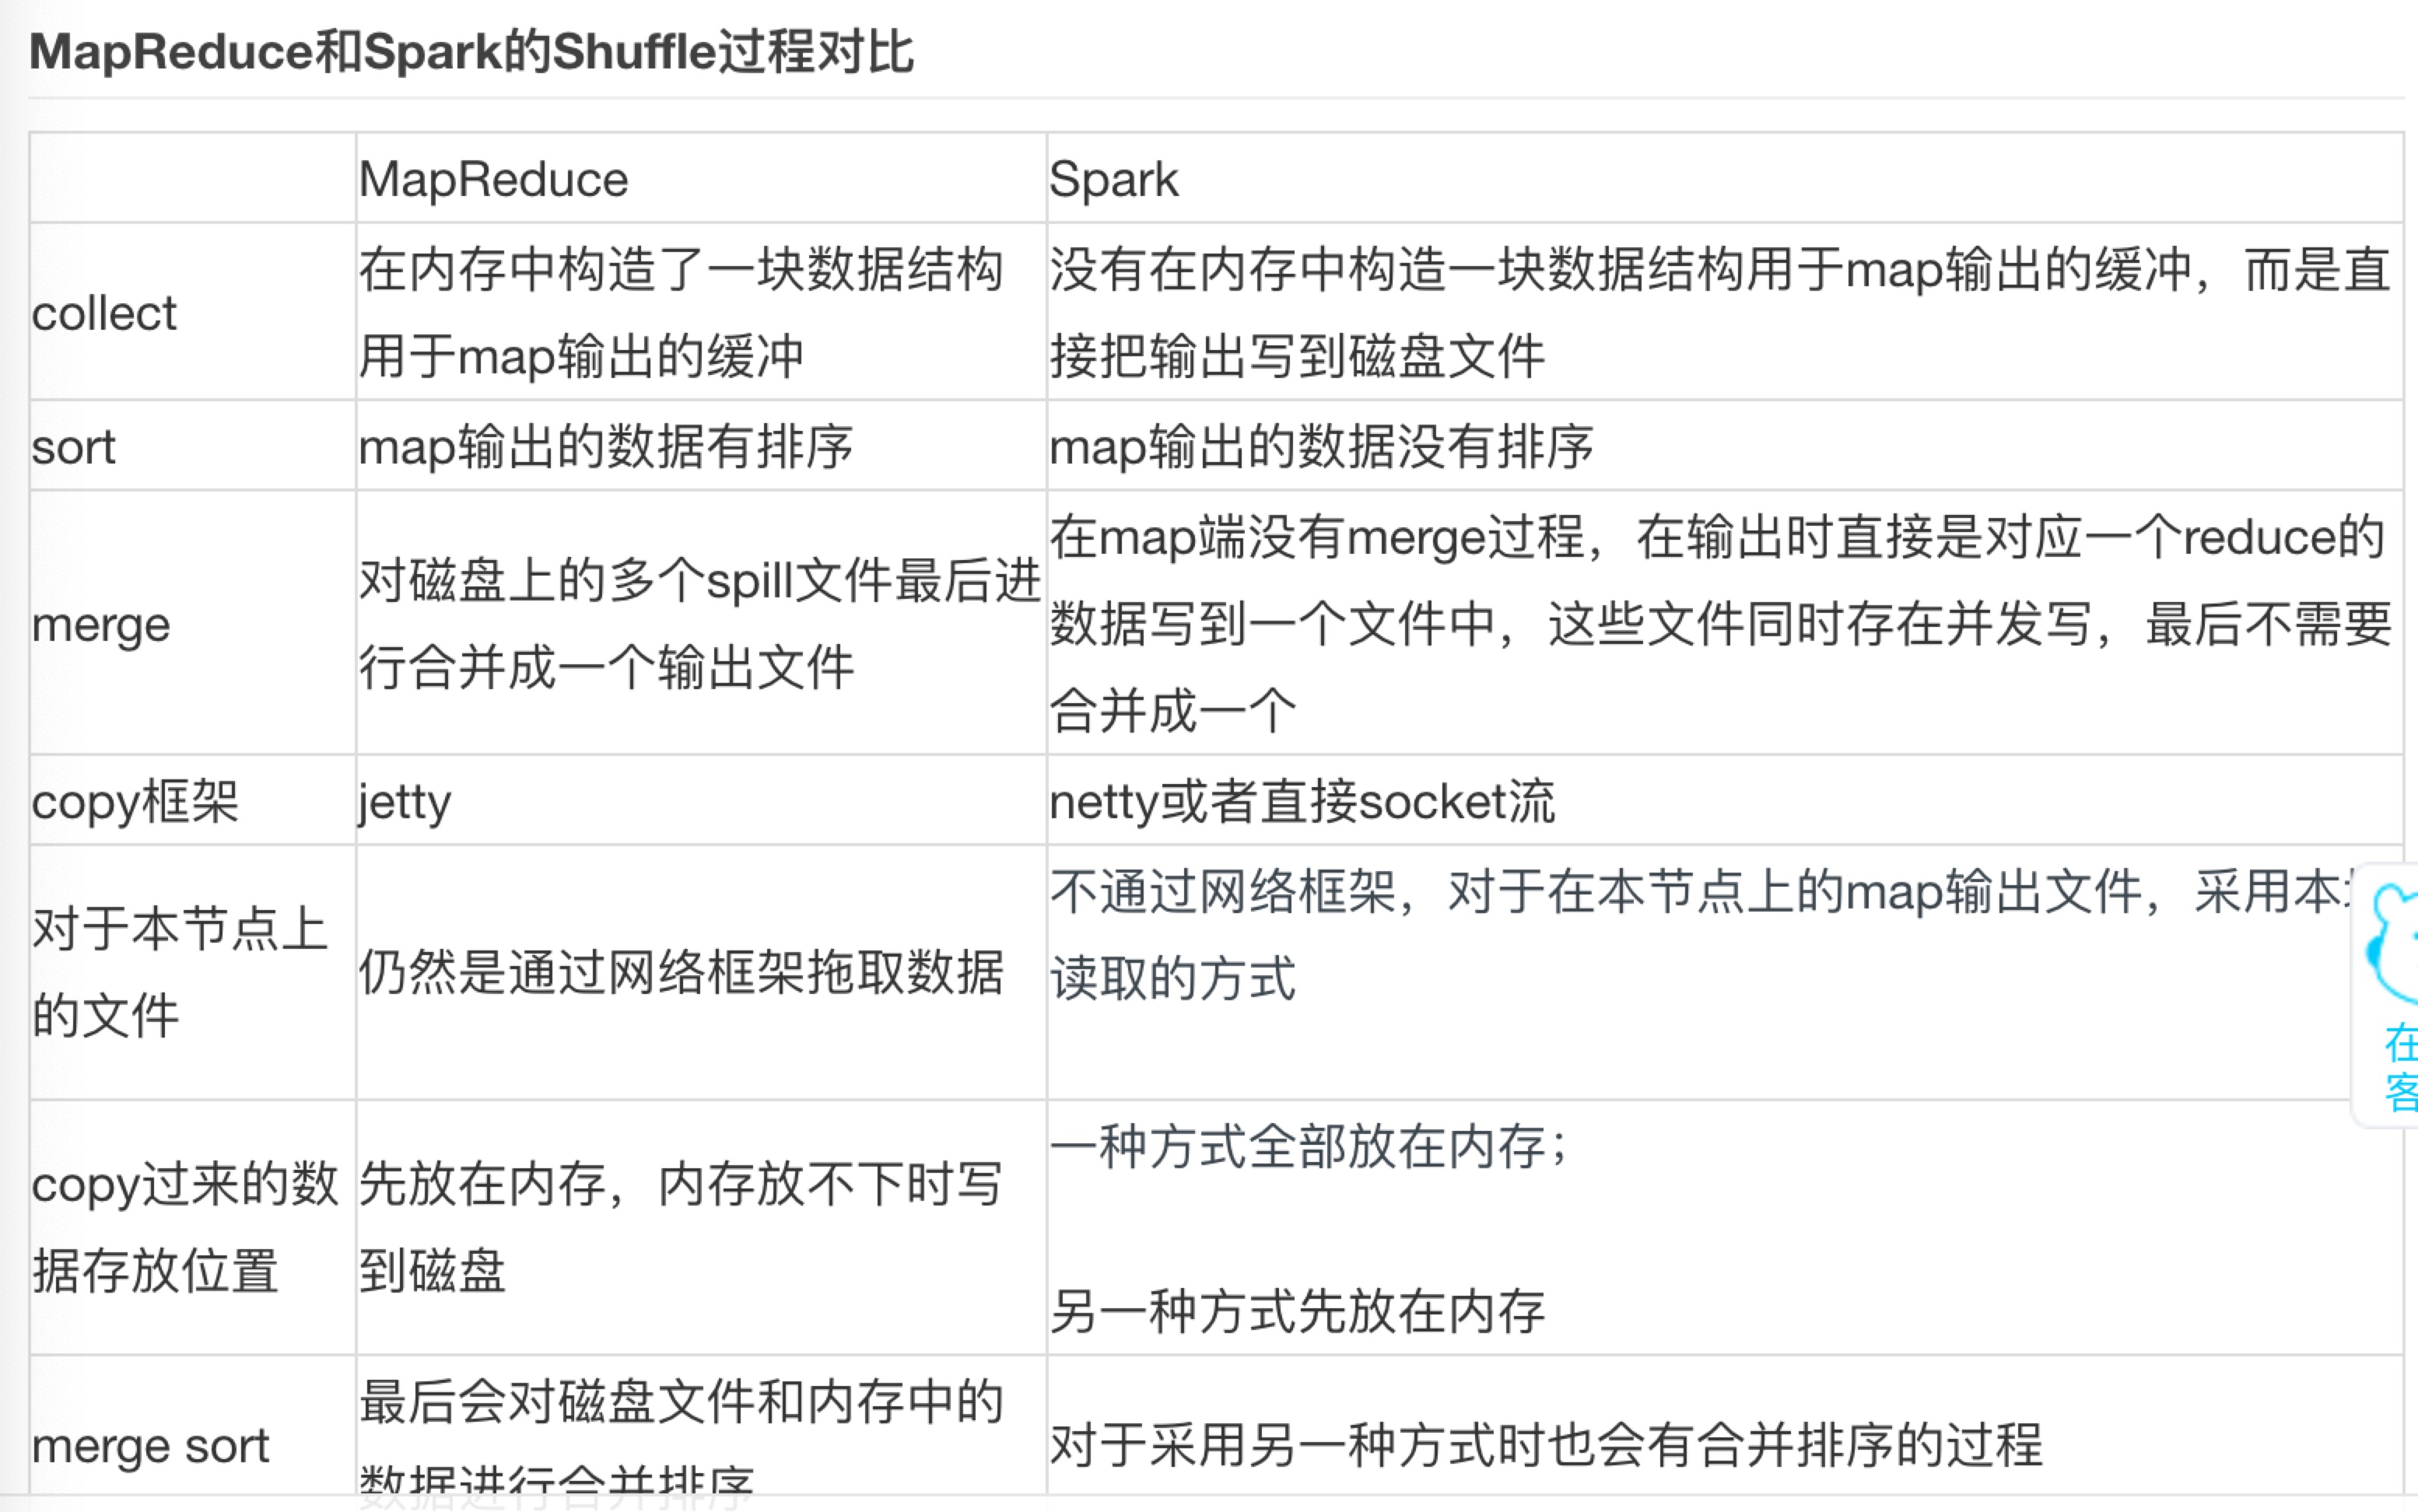 MapReduce和Spark的Shuffle过程对比
MapReduce
Spark
collect
在内存中构造了一块数据结构
用于map输出的缓冲
没有在内存中构造一块数据结构用于map输出的缓冲，而是直
接把输出写到磁盘文件
sort
map输出的数据有排序
map输出的数据没有排序
merge
对磁盘上的多个spill文件最后进
行合并成一个输出文件
在map端没有merge过程，在输出时直接是对应一个reduce的
数据写到一个文件中，这些文件同时存在并发写，最后不需要
合并成一个
copy框架
jetty
netty或者直接socket流
对于本节点上
的文件
仍然是通过网络框架拖取数据
不通过网络框架，对于在本节点上的map输出文件，采用本
读取的方式
copy过来的数
据存放位置
先放在内存，内存放不下时写
到磁盘
一种方式全部放在内存；
另一种方式先放在内存
merge sort
最后会对磁盘文件和内存中的
数据进行合并排序
对于采用另一种方式时也会有合并排序的过程
在
客